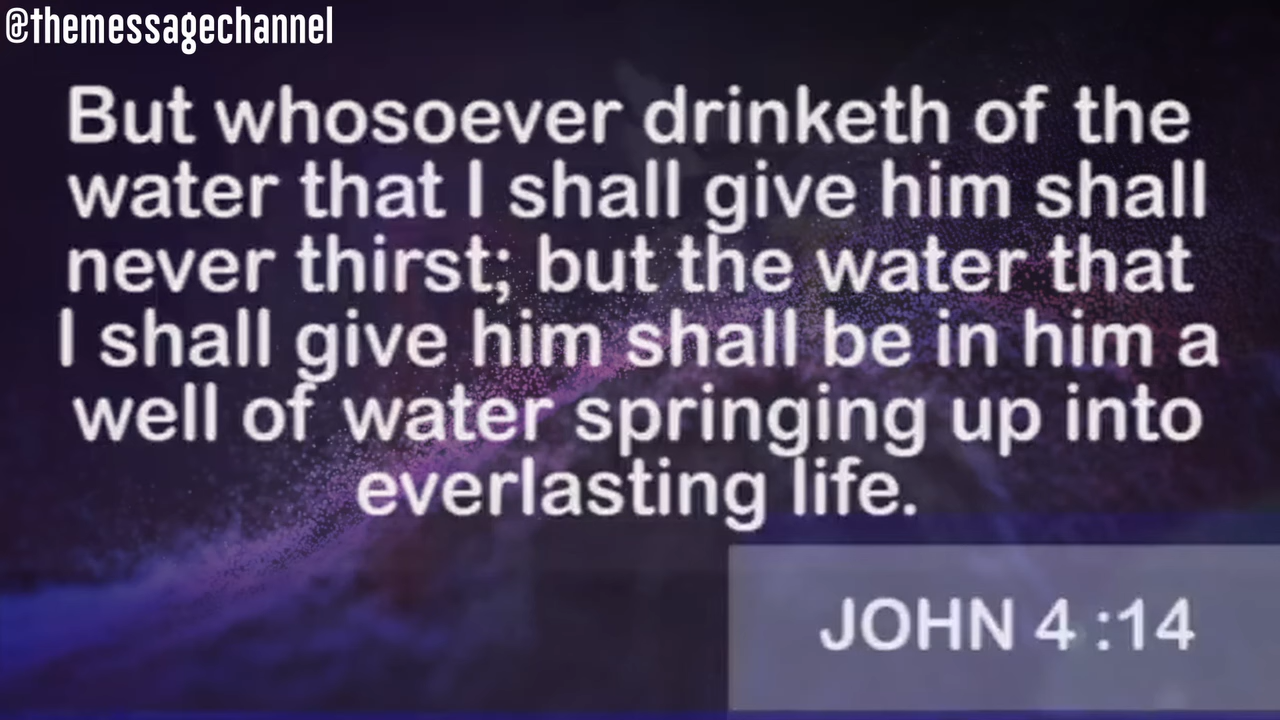 @themessagechannel
But whosoever drinketh of the
water that I shall give him shall
never thirst; but the water that
I shall give him shall be in him a
well of water springing up into
everlasting life.
JOHN 4 :14